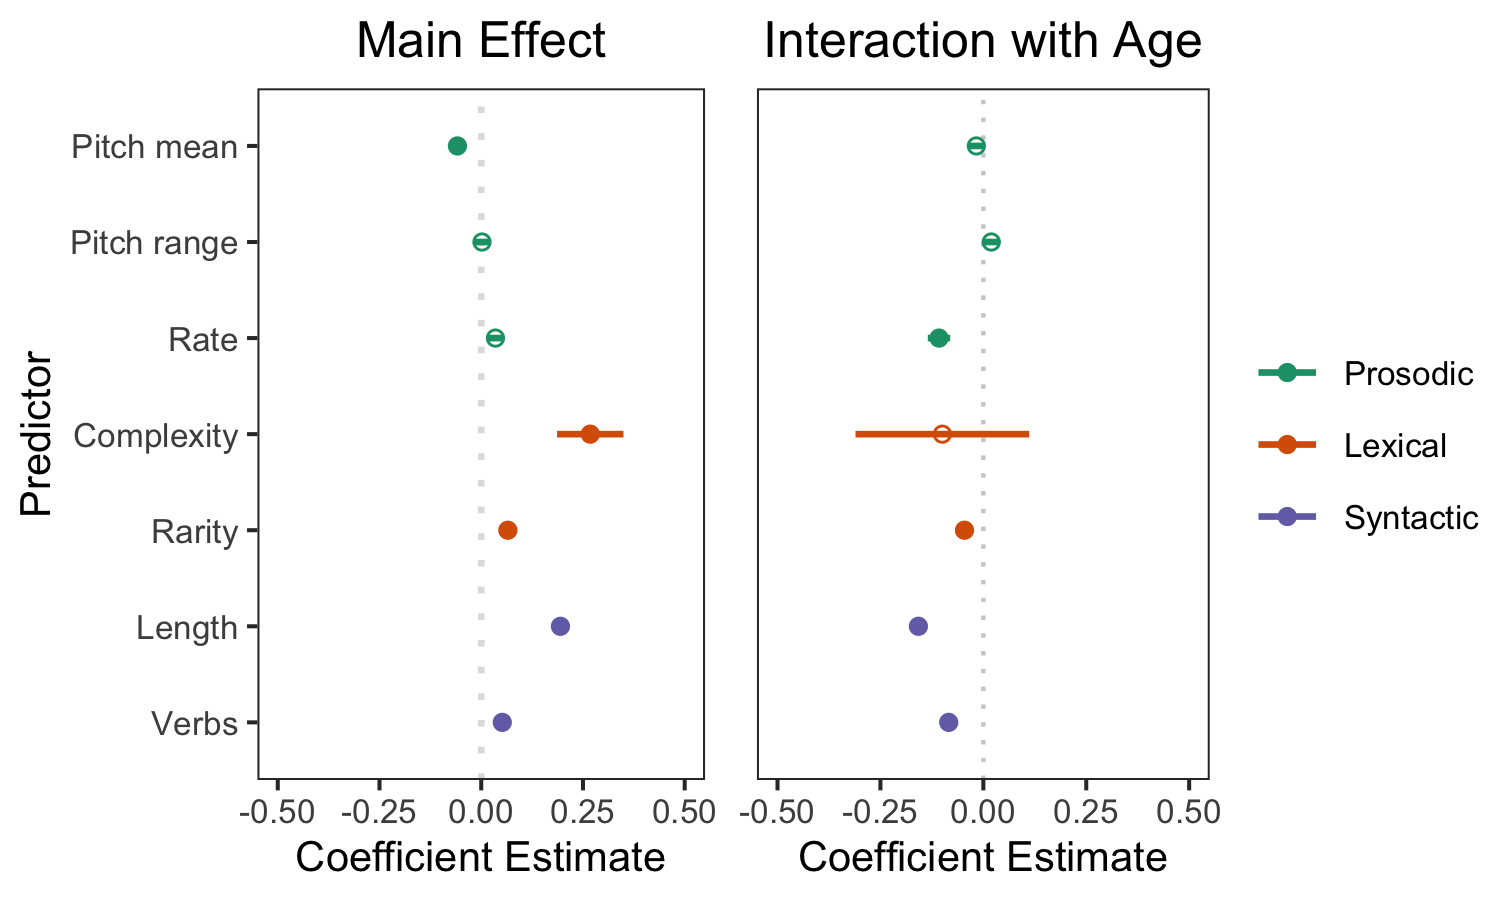 Main Effect
Interaction with Age
Predictor
Pitch mean
Pitch range
Rate
Complexity
Rarity
Length
Verbs
-0.50 -0.25 0.00 0.25 0.50
-0.50 -0.25 0.00 0.25 0.50
Coefficient Estimate
Coefficient Estimate
Prosodic
Lexical
Syntactic